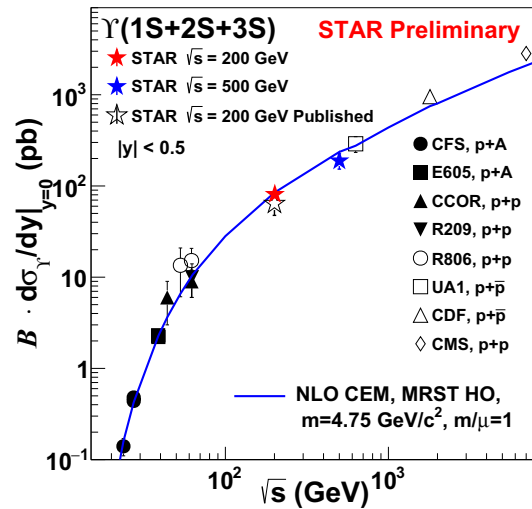 ϒ(1S+2S+3S)
STAR Preliminary
STAR √s = 200 GeV
STAR √s = 500 GeV
STAR √s = 200 GeV Published
|y| < 0.5
CFS, p+A
E605, p+A
CCOR, p+p
R209, p+p
R806, p+p
UA1, p+p̄
CDF, p+p̄
CMS, p+p
NLO CEM, MRST HO,
m=4.75 GeV/c², m/μ=1
B · dσ_ϒ/dy|_{y=0} (pb)
10³
10²
10
1
10⁻¹
10²
10³
√s (GeV)